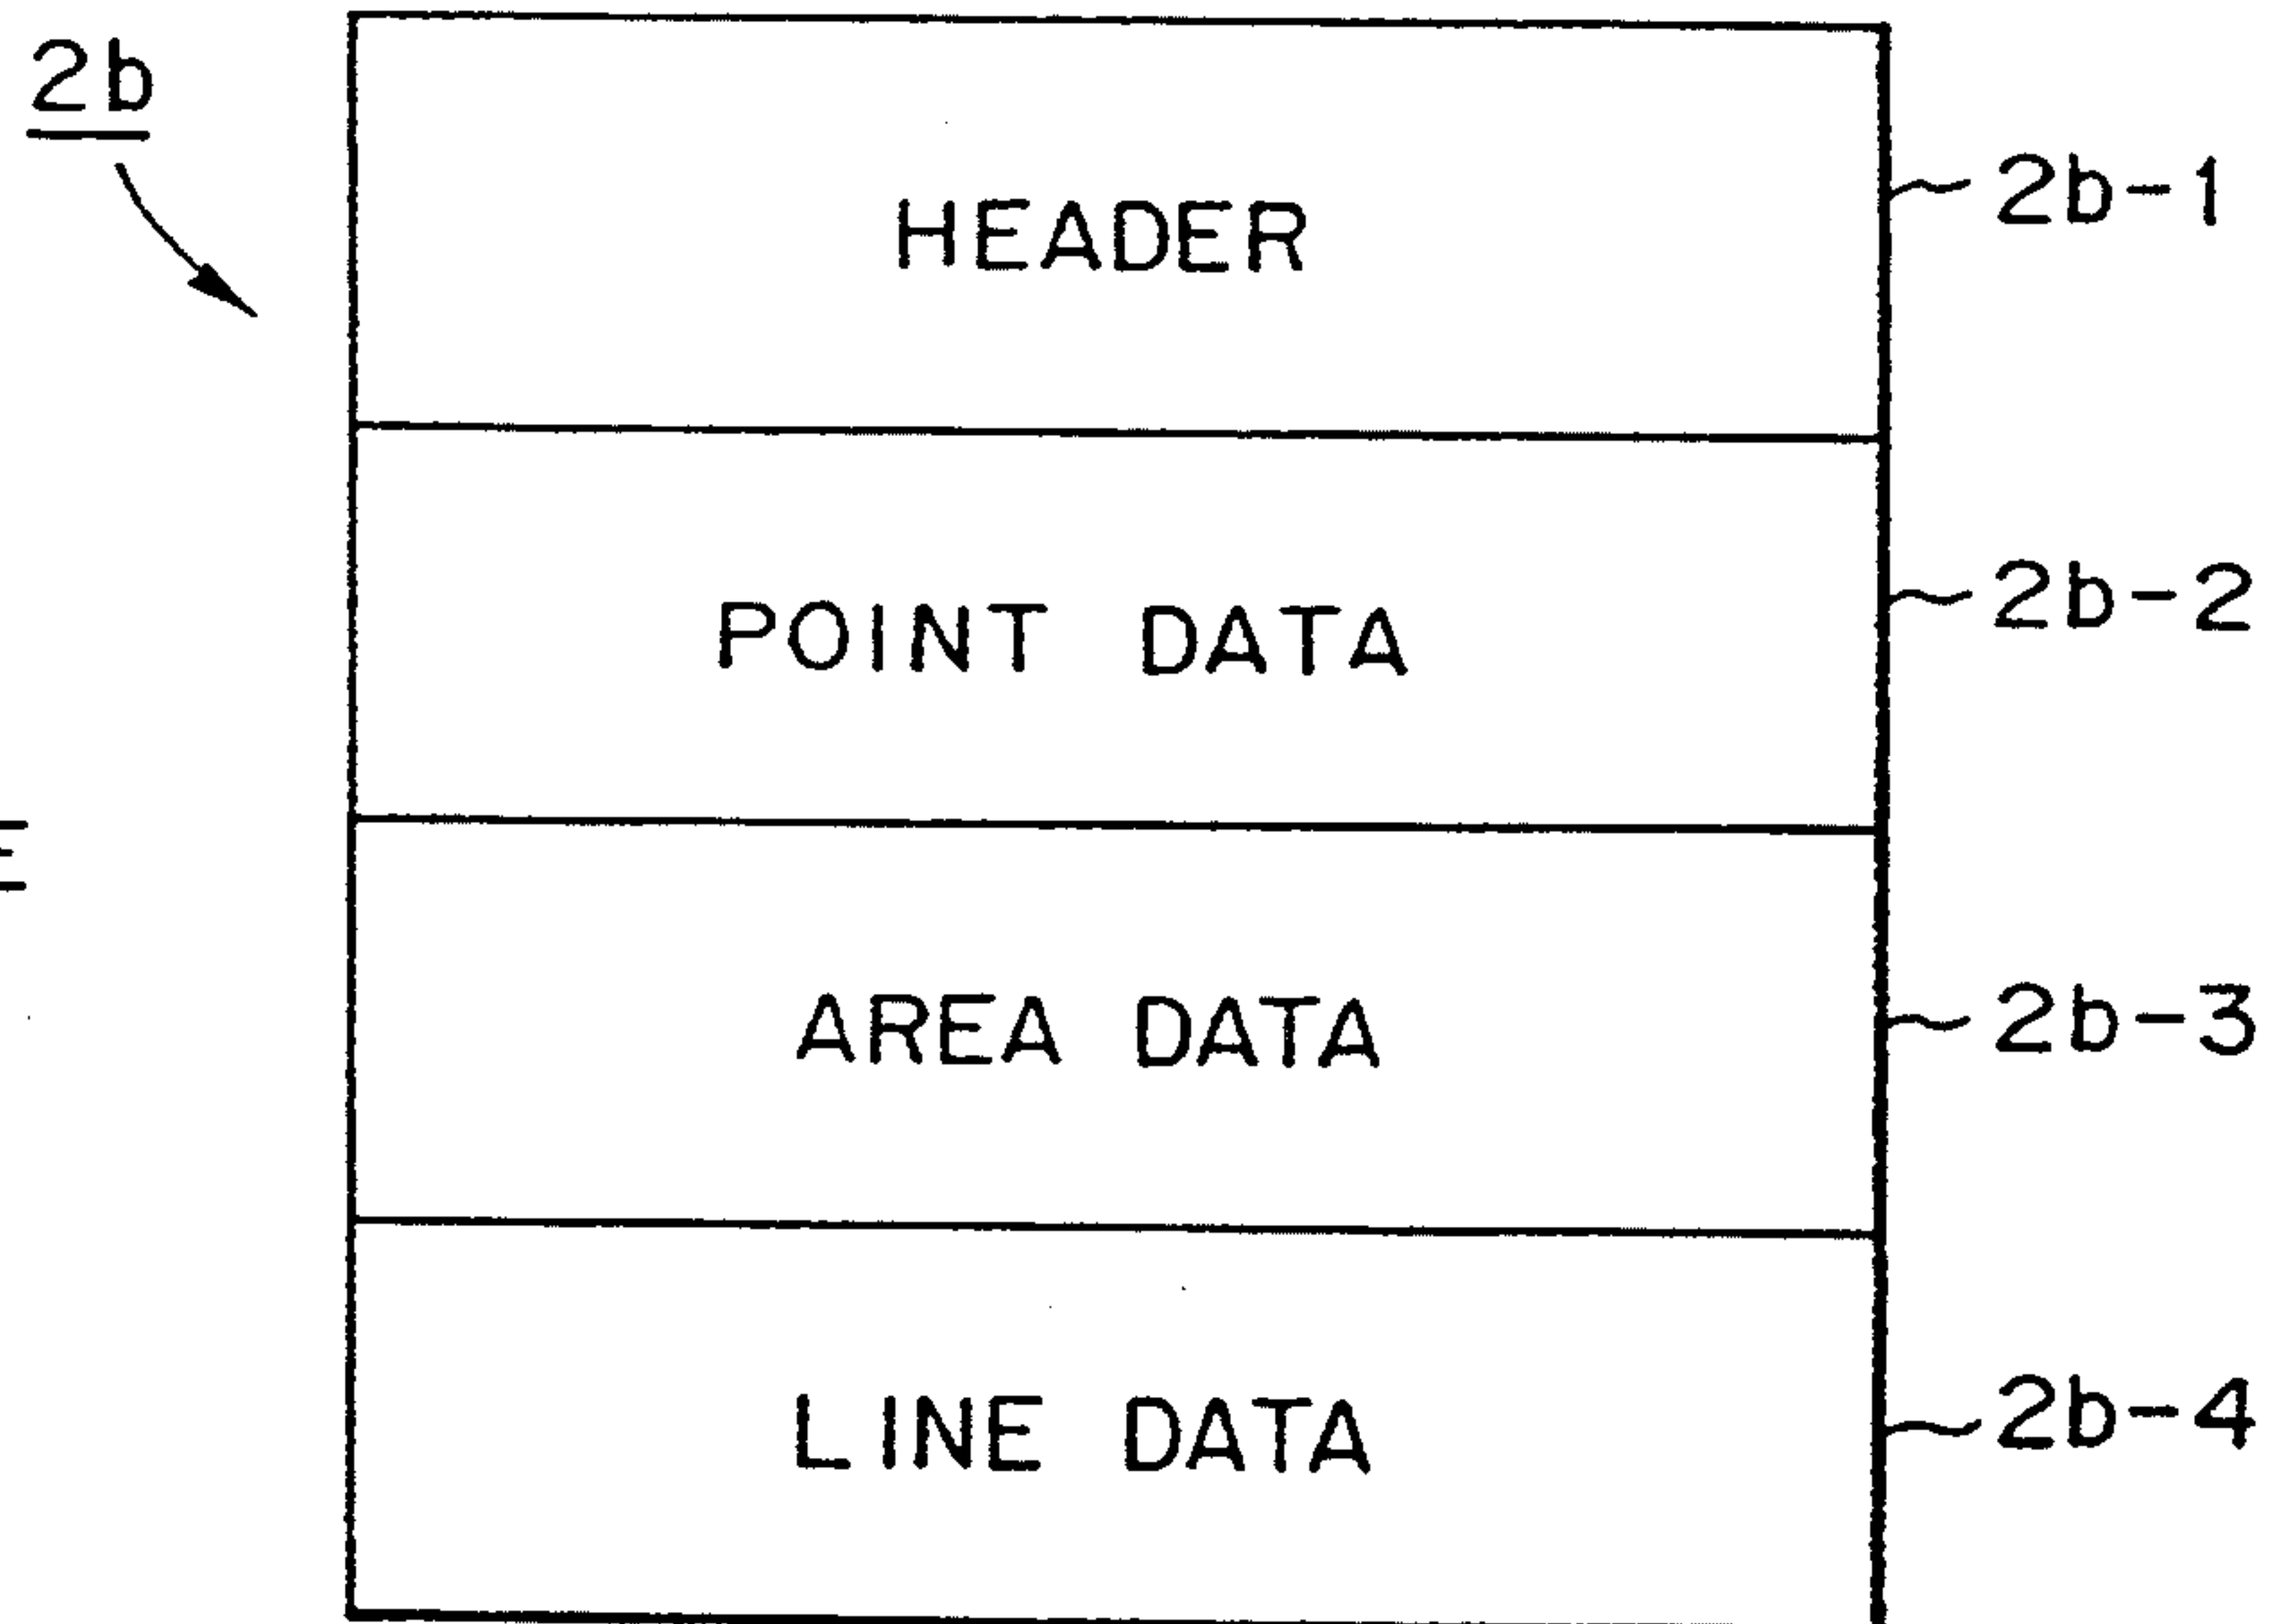 2b
HEADER 2b-1
POINT DATA 2b-2
AREA DATA 2b-3
LINE DATA 2b-4